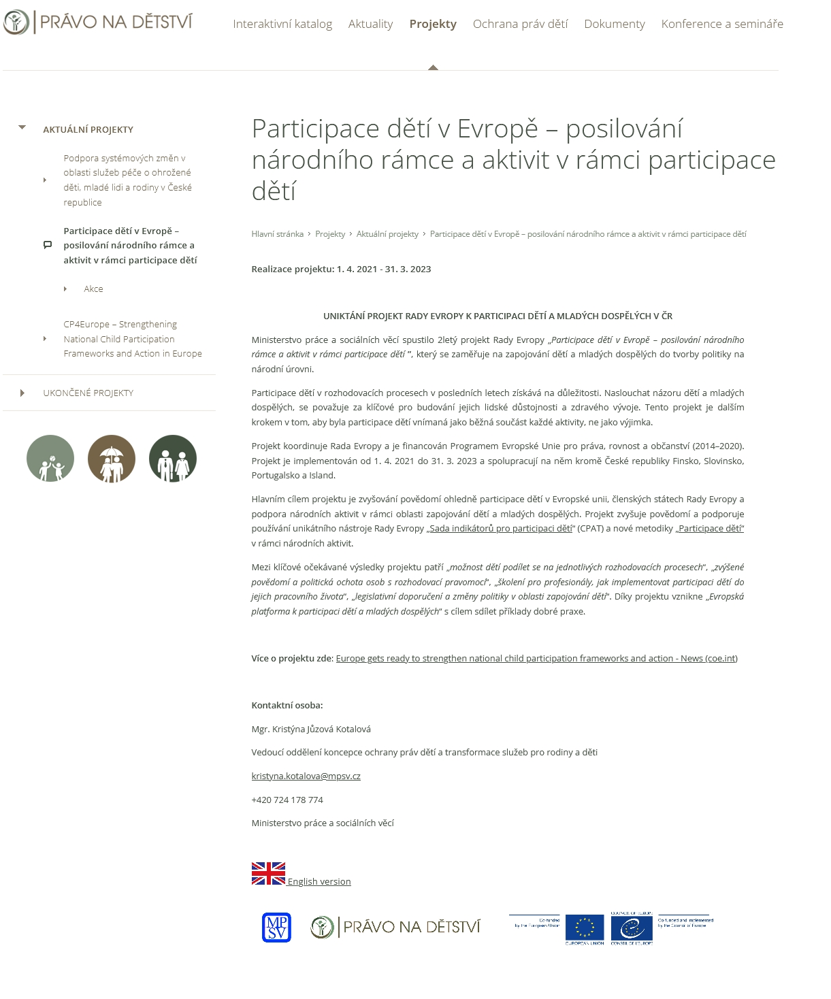 PRÁVO NA DĚTSTVÍ
Interaktivní katalog Aktuality Projekty Ochrana práv dětí Dokumenty Konference a semináře
AKTUÁLNÍ PROJEKTY
Podpora systémových změn v
oblasti služeb péče o ohrožené
děti, mladé lidi a rodiny v České
republice
Participace dětí v Evropě –
posilování národního rámce a
aktivit v rámci participace dětí
Akce
CP4Europe – Strengthening
National Child Participation
Frameworks and Action in Europe
UKONČENÉ PROJEKTY
Participace dětí v Evropě – posilování
národního rámce a aktivit v rámci participace
dětí
Hlavní stránka › Projekty › Aktuální projekty › Participace dětí v Evropě – posilování národního rámce a aktivit v rámci participace dětí
Realizace projektu: 1. 4. 2021 - 31. 3. 2023
UNIKTÁNÍ PROJEKT RADY EVROPY K PARTICIPACI DĚTÍ A MLADÝCH DOSPĚLÝCH V ČR
Ministerstvo práce a sociálních věcí spustilo 2letý projekt Rady Evropy „Participace dětí v Evropě – posilování národního
rámce a aktivit v rámci participace dětí “, který se zaměřuje na zapojování dětí a mladých dospělých do tvorby politiky na
národní úrovni.
Participace dětí v rozhodovacích procesech v posledních letech získává na důležitosti. Naslouchat názoru dětí a mladých
dospělých, se považuje za klíčové pro budování jejich lidské důstojnosti a zdravého vývoje. Tento projekt je dalším
krokem v tom, aby byla participace dětí vnímaná jako běžná součást každé aktivity, ne jako výjimka.
Projekt koordinuje Rada Evropy a je financován Programem Evropské Unie pro práva, rovnost a občanství (2014–2020).
Projekt je implementován od 1. 4. 2021 do 31. 3. 2023 a spolupracují na něm kromě České republiky Finsko, Slovinsko,
Portugalsko a Island.
Hlavním cílem projektu je zvyšování povědomí ohledně participace dětí v Evropské unii, členských státech Rady Evropy a
podpora národních aktivit v rámci oblasti zapojování dětí a mladých dospělých. Projekt zvyšuje povědomí a podporuje
používání unikátního nástroje Rady Evropy „Sada indikátorů pro participaci dětí“ (CPAT) a nové metodiky „Participace dětí“
v rámci národních aktivit.
Mezi klíčové očekávané výsledky projektu patří „možnost dětí podílet se na jednotlivých rozhodovacích procesech“, „zvýšené
povědomí a politická ochota osob s rozhodovací pravomocí“, „školení pro profesionály, jak implementovat participaci dětí do
jejich pracovního života“, „legislativní doporučení a změny politiky v oblasti zapojování dětí“. Díky projektu vznikne „Evropská
platforma k participaci dětí a mladých dospělých“ s cílem sdílet příklady dobré praxe.
Více o projektu zde: Europe gets ready to strengthen national child participation frameworks and action - News (coe.int)
Kontaktní osoba:
Mgr. Kristýna Jůzová Kotalová
Vedoucí oddělení koncepce ochrany práv dětí a transformace služeb pro rodiny a děti
kristyna.kotalova@mpsv.cz
+420 724 178 774
Ministerstvo práce a sociálních věcí
English version
MP
SV
PRÁVO NA DĚTSTVÍ
Co-funded
by the European Union
EUROPEAN UNION
COUNCIL OF EUROPE
CONSEIL DE L'EUROPE
Co-funded and implemented
by the Council of Europe